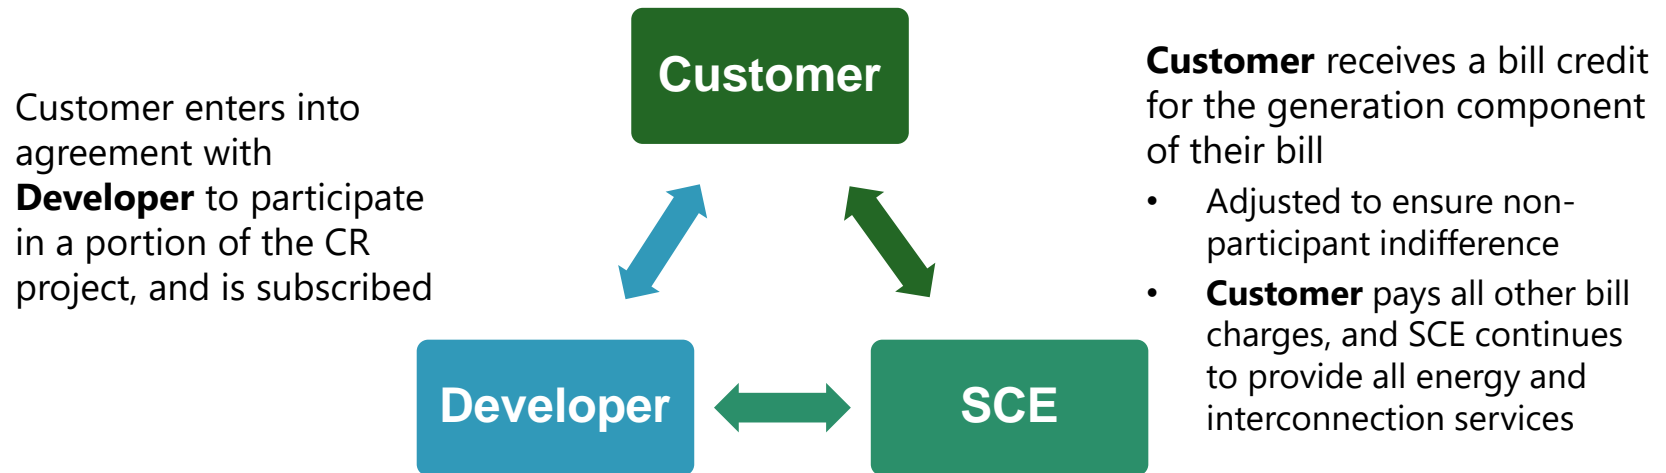 Customer
Customer enters into
agreement with
Developer to participate
in a portion of the CR
project, and is subscribed
Customer receives a bill credit
for the generation component
of their bill
• Adjusted to ensure non-
participant indifference
• Customer pays all other bill
charges, and SCE continues
to provide all energy and
interconnection services
Developer
SCE